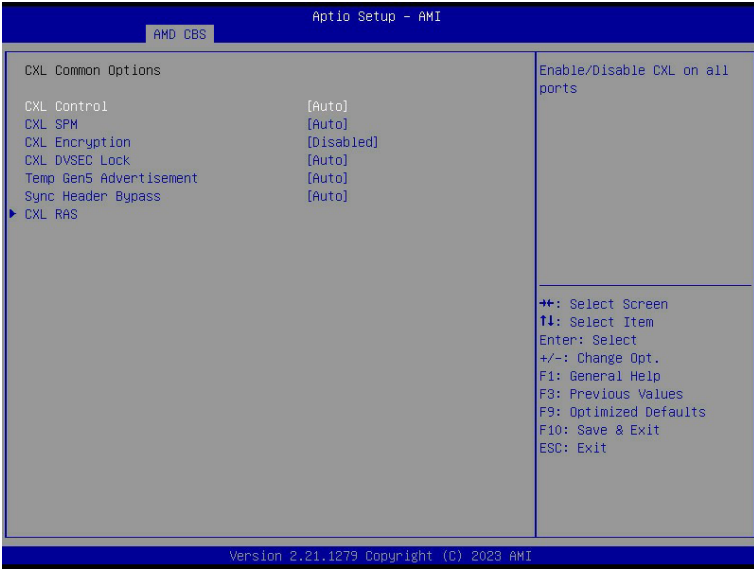 Aptio Setup - AMI
AMD CBS
CXL Common Options
CXL Control [Auto]
CXL SPM [Auto]
CXL Encryption [Disabled]
CXL DVSEC Lock [Auto]
Temp Gen5 Advertisement [Auto]
Sync Header Bypass [Auto]
CXL RAS
Enable/Disable CXL on all
ports
→←: Select Screen
↑↓: Select Item
Enter: Select
+/-: Change Opt.
F1: General Help
F3: Previous Values
F9: Optimized Defaults
F10: Save & Exit
ESC: Exit
Version 2.21.1279 Copyright (C) 2023 AMI